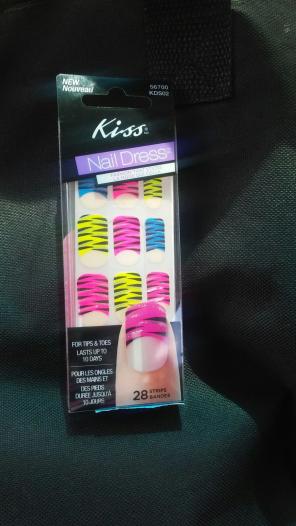 NEW
Nouveau
56700
KDS02
Kiss
Nail Dress
FOR TIPS & TOES
LASTS UP TO
10 DAYS
POUR LES ONGLES
DES MAINS ET
DES PIEDS
DURÉE JUSQU'À
10 JOURS
28 STRIPS
BANDES